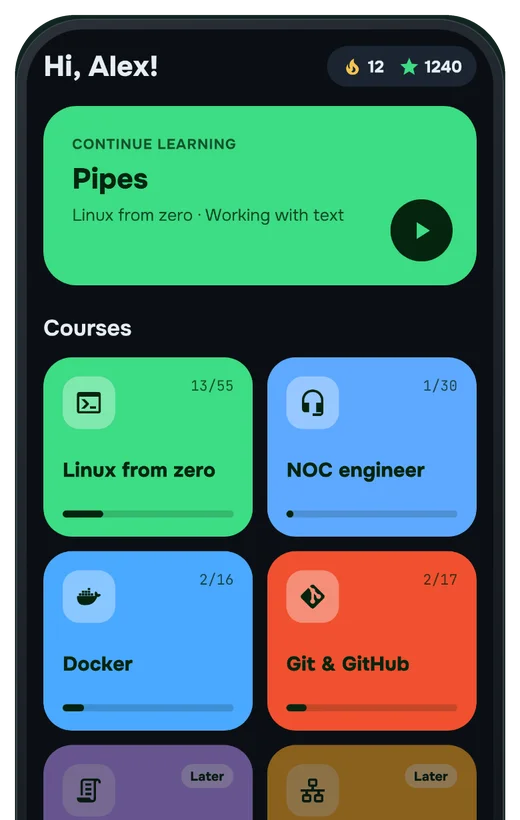 Hi, Alex!
12
1240
CONTINUE LEARNING
Pipes
Linux from zero · Working with text
Courses
13/55
Linux from zero
1/30
NOC engineer
2/16
Docker
2/17
Git & GitHub
Later
Later